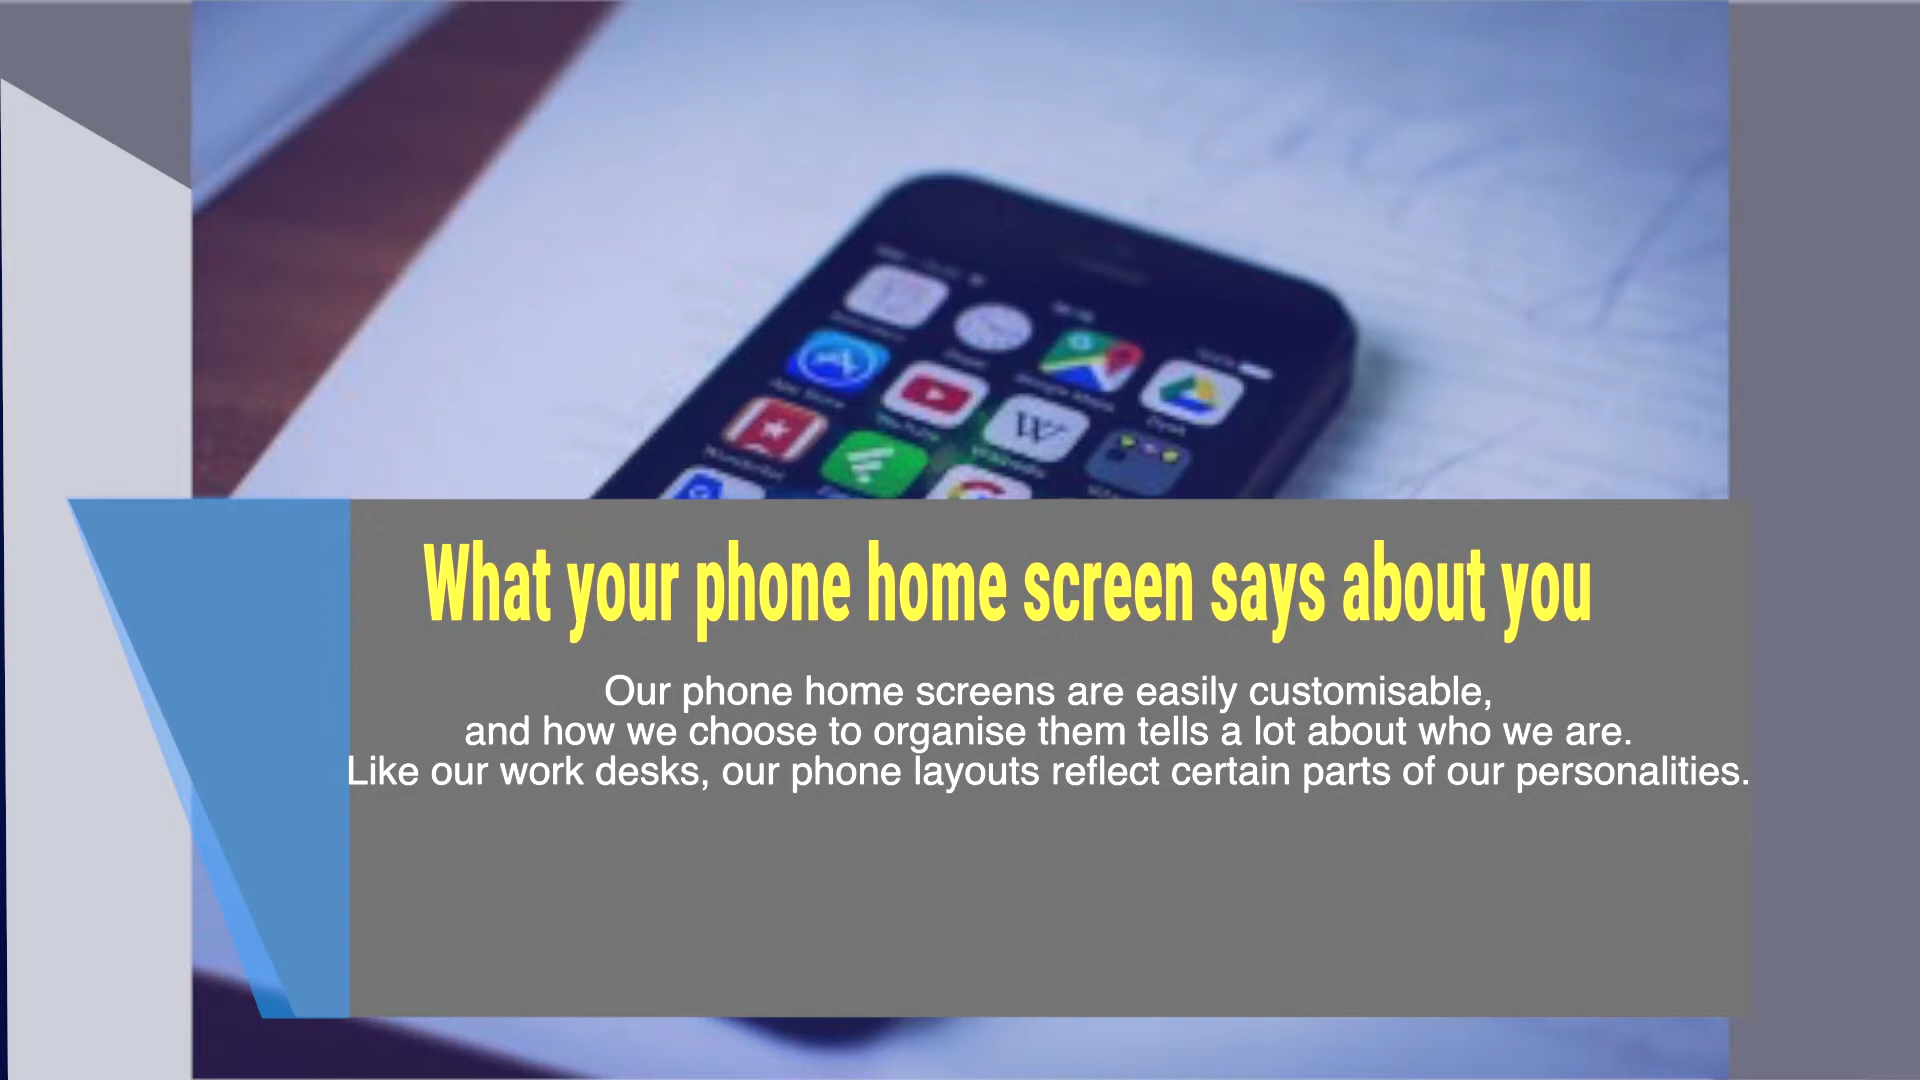 What your phone home screen says about you
Our phone home screens are easily customisable,
and how we choose to organise them tells a lot about who we are.
Like our work desks, our phone layouts reflect certain parts of our personalities.